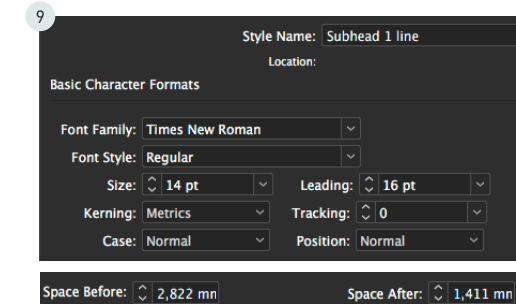 9
Style Name: Subhead 1 line
Location:
Basic Character Formats
Font Family: Times New Roman
Font Style: Regular
Size: 14 pt Leading: 16 pt
Kerning: Metrics Tracking: 0
Case: Normal Position: Normal
Space Before: 2,822 mm Space After: 1,411 mm